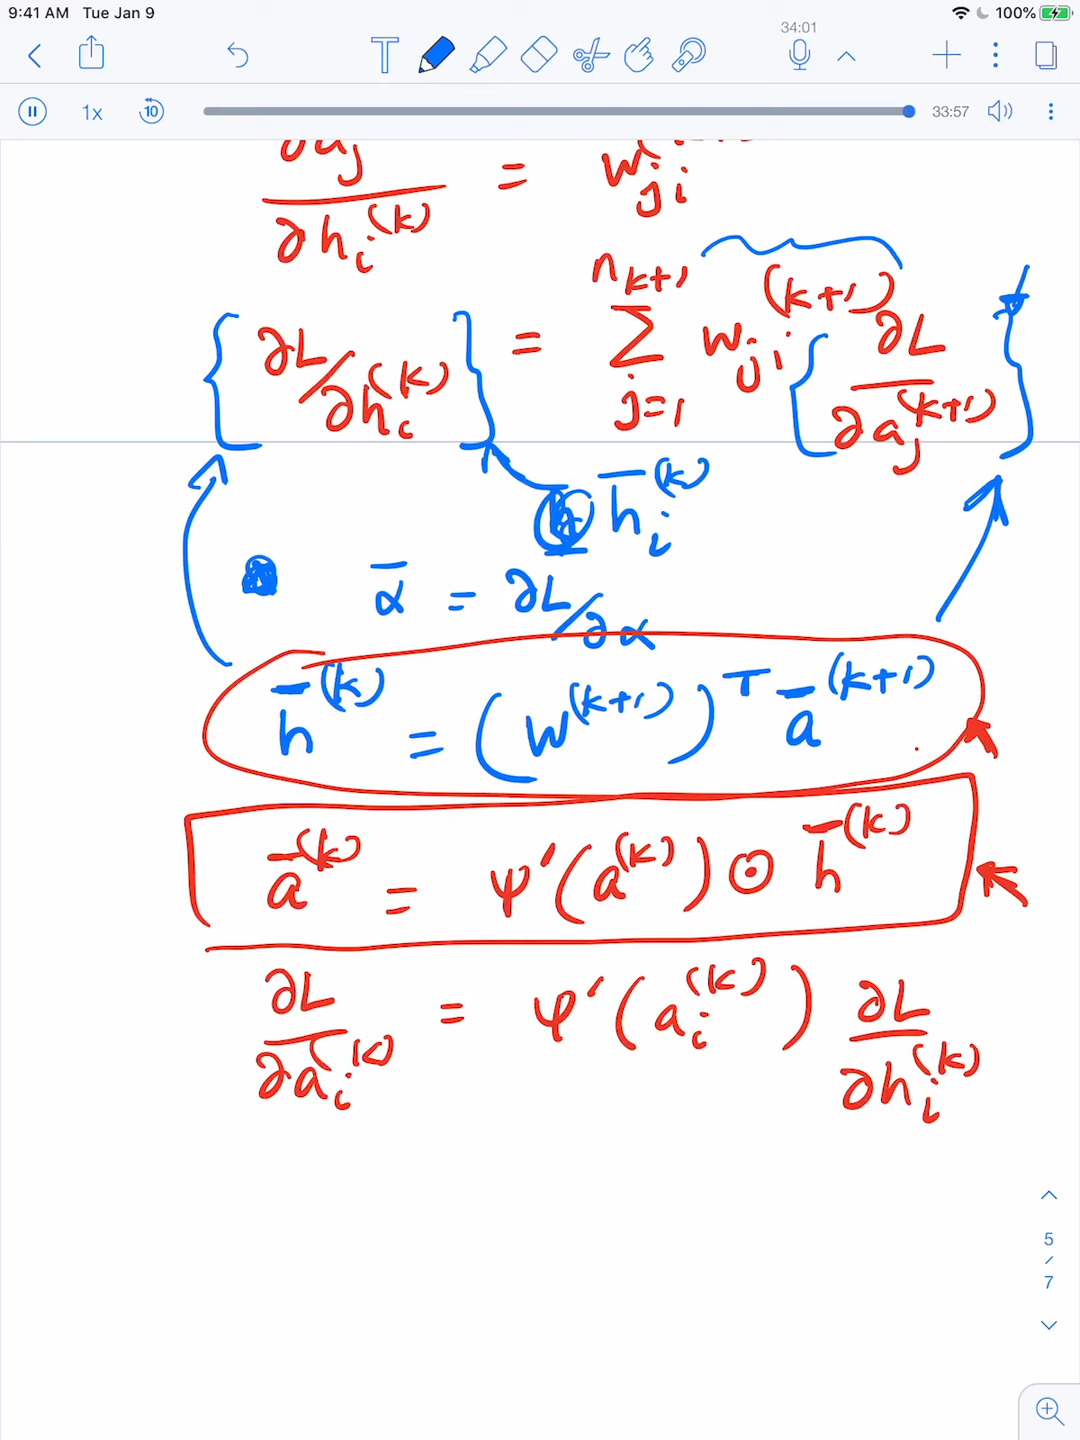 9:41 AM Tue Jan 9
100%
34:01
T
1x
10
33:57
∂a_j / ∂h_i^(k) = w_ji
{∂L/∂h_i^(k)} = Σ_{j=1}^{n_{k+1}} w_ji^(k+1) {∂L/∂a_j^(k+1)}
h̄_i^(k)
ᾱ = ∂L/∂α
h̄^(k) = (W^(k+1))^T ā^(k+1)
ā^(k) = ψ′(a^(k)) ⊙ h̄^(k)
∂L/∂a_i^(k) = ψ′(a_i^(k)) ∂L/∂h_i^(k)
5
/
7